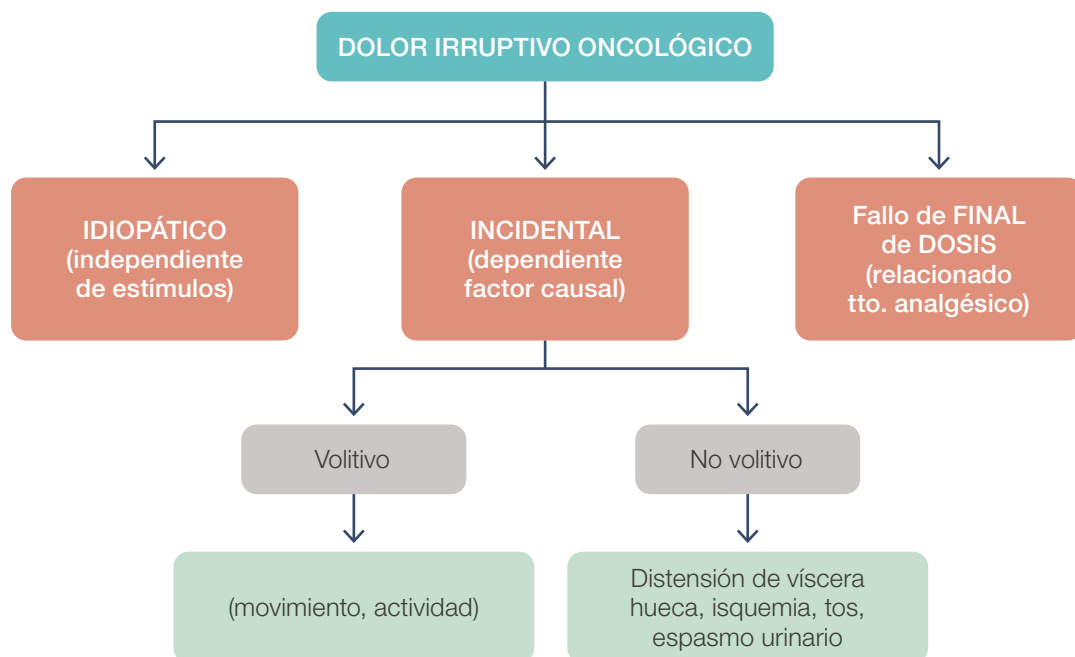 DOLOR IRRUPTIVO ONCOLÓGICO
IDIOPÁTICO
(independiente
de estímulos)
INCIDENTAL
(dependiente
factor causal)
Fallo de FINAL
de DOSIS
(relacionado
tto. analgésico)
Volitivo
No volitivo
(movimiento, actividad)
Distensión de víscera
hueca, isquemia, tos,
espasmo urinario